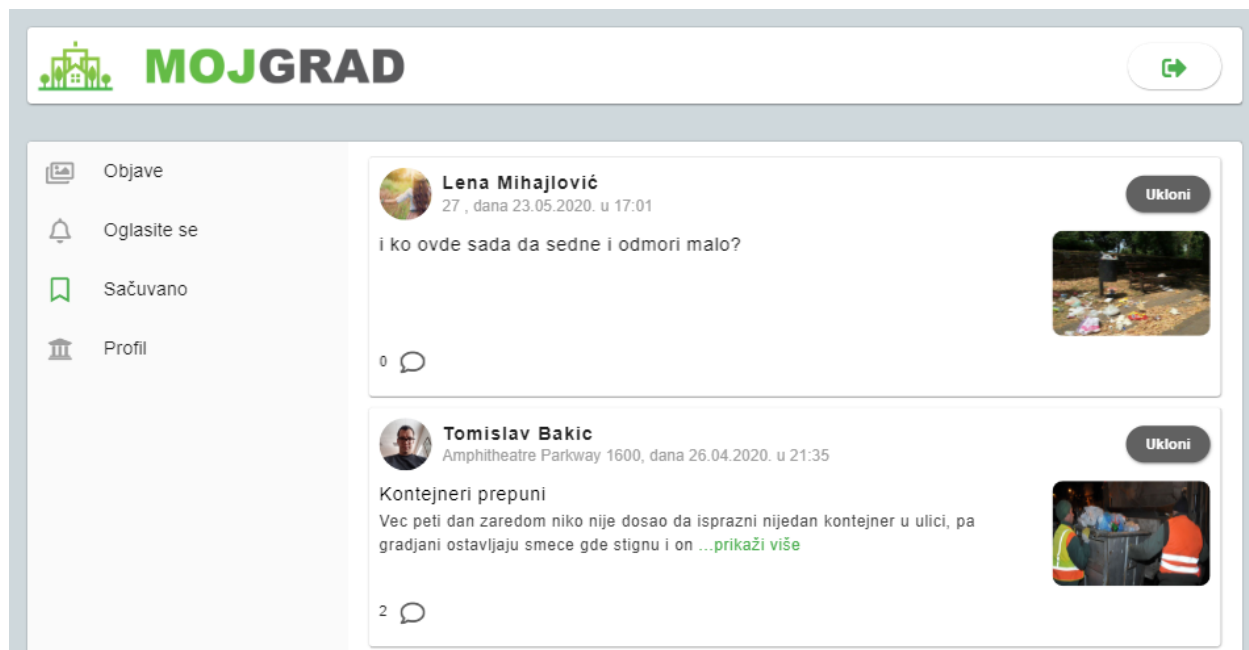 MOJGRAD
Objave
Oglasite se
Sačuvano
Profil
Lena Mihajlović
27 , dana 23.05.2020. u 17:01
Ukloni
i ko ovde sada da sedne i odmori malo?
0
Tomislav Bakic
Amphitheatre Parkway 1600, dana 26.04.2020. u 21:35
Ukloni
Kontejneri prepuni
Vec peti dan zaredom niko nije dosao da isprazni nijedan kontejner u ulici, pa
gradjani ostavljaju smece gde stignu i on ...prikaži više
2